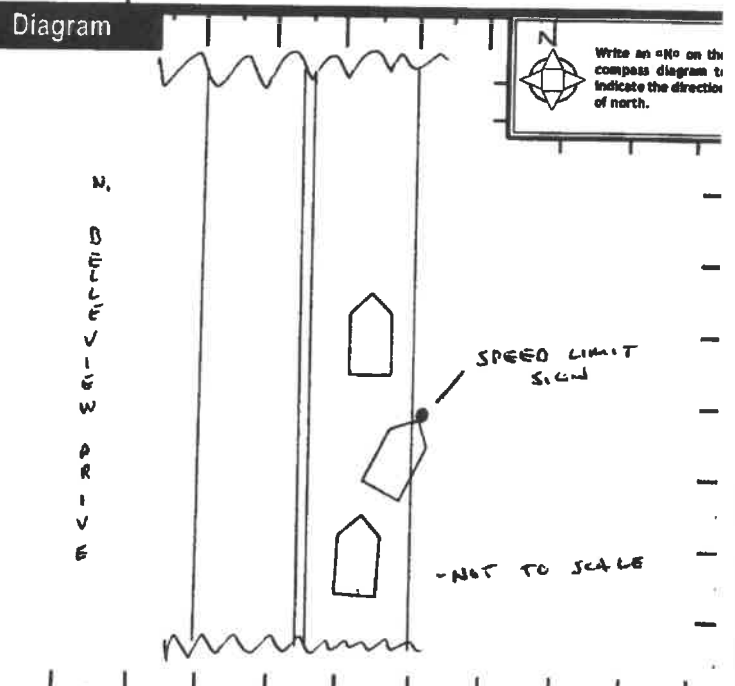 Diagram
N
Write an "N" on the
compass diagram to
indicate the direction
of north.
N. BELLEVIEW DRIVE
SPEED LIMIT
SIGN
-NOT TO SCALE